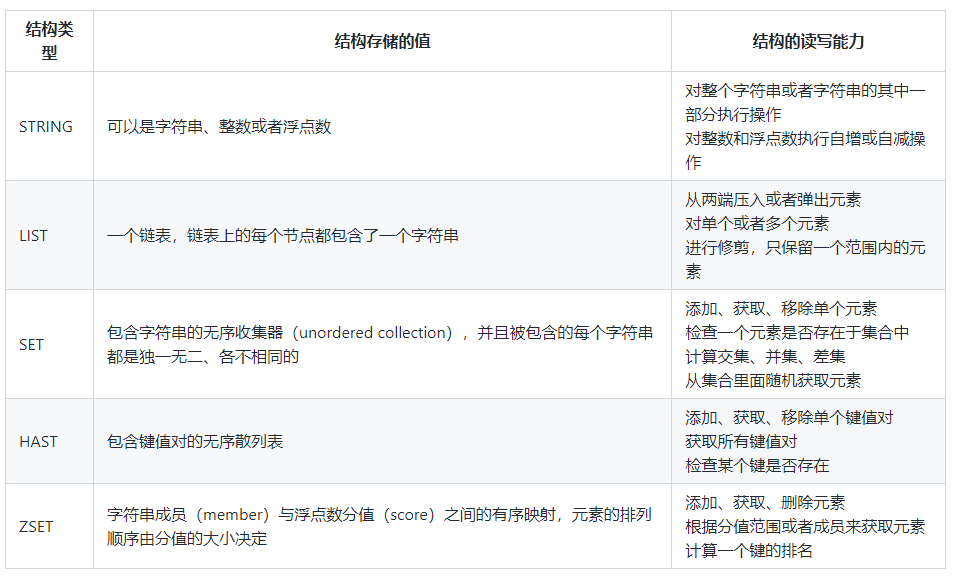 结构类
型
结构存储的值
结构的读写能力
STRING
可以是字符串、整数或者浮点数
对整个字符串或者字符串的其中一
部分执行操作
对整数和浮点数执行自增或自减操
作
LIST
一个链表，链表上的每个节点都包含了一个字符串
从两端压入或者弹出元素
对单个或者多个元素
进行修剪，只保留一个范围内的元
素
SET
包含字符串的无序收集器（unordered collection），并且被包含的每个字符串
都是独一无二、各不相同的
添加、获取、移除单个元素
检查一个元素是否存在于集合中
计算交集、并集、差集
从集合里面随机获取元素
HAST
包含键值对的无序散列表
添加、获取、移除单个键值对
获取所有键值对
检查某个键是否存在
ZSET
字符串成员（member）与浮点数分值（score）之间的有序映射，元素的排列
顺序由分值的大小决定
添加、获取、删除元素
根据分值范围或者成员来获取元素
计算一个键的排名